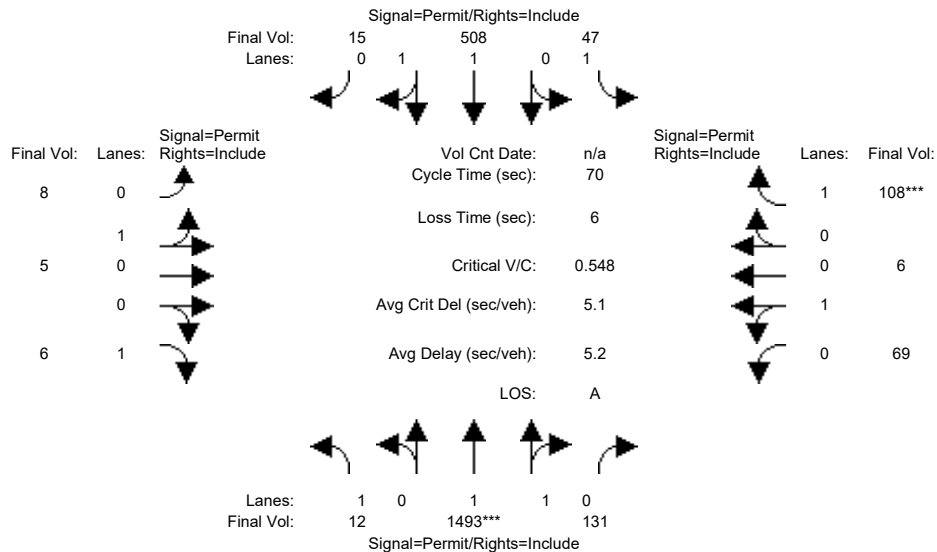 Signal=Permit/Rights=Include
Final Vol: 15 508 47
Lanes: 0 1 1 0 1
Signal=Permit Signal=Permit
Final Vol: Lanes: Rights=Include Vol Cnt Date: n/a Rights=Include Lanes: Final Vol:
Cycle Time (sec): 70
8 0 1 108***
Loss Time (sec): 6
1 0
5 0 Critical V/C: 0.548 0 6
0 Avg Crit Del (sec/veh): 5.1 1
6 1 Avg Delay (sec/veh): 5.2 0 69
LOS: A
Lanes: 1 0 1 1 0
Final Vol: 12 1493*** 131
Signal=Permit/Rights=Include